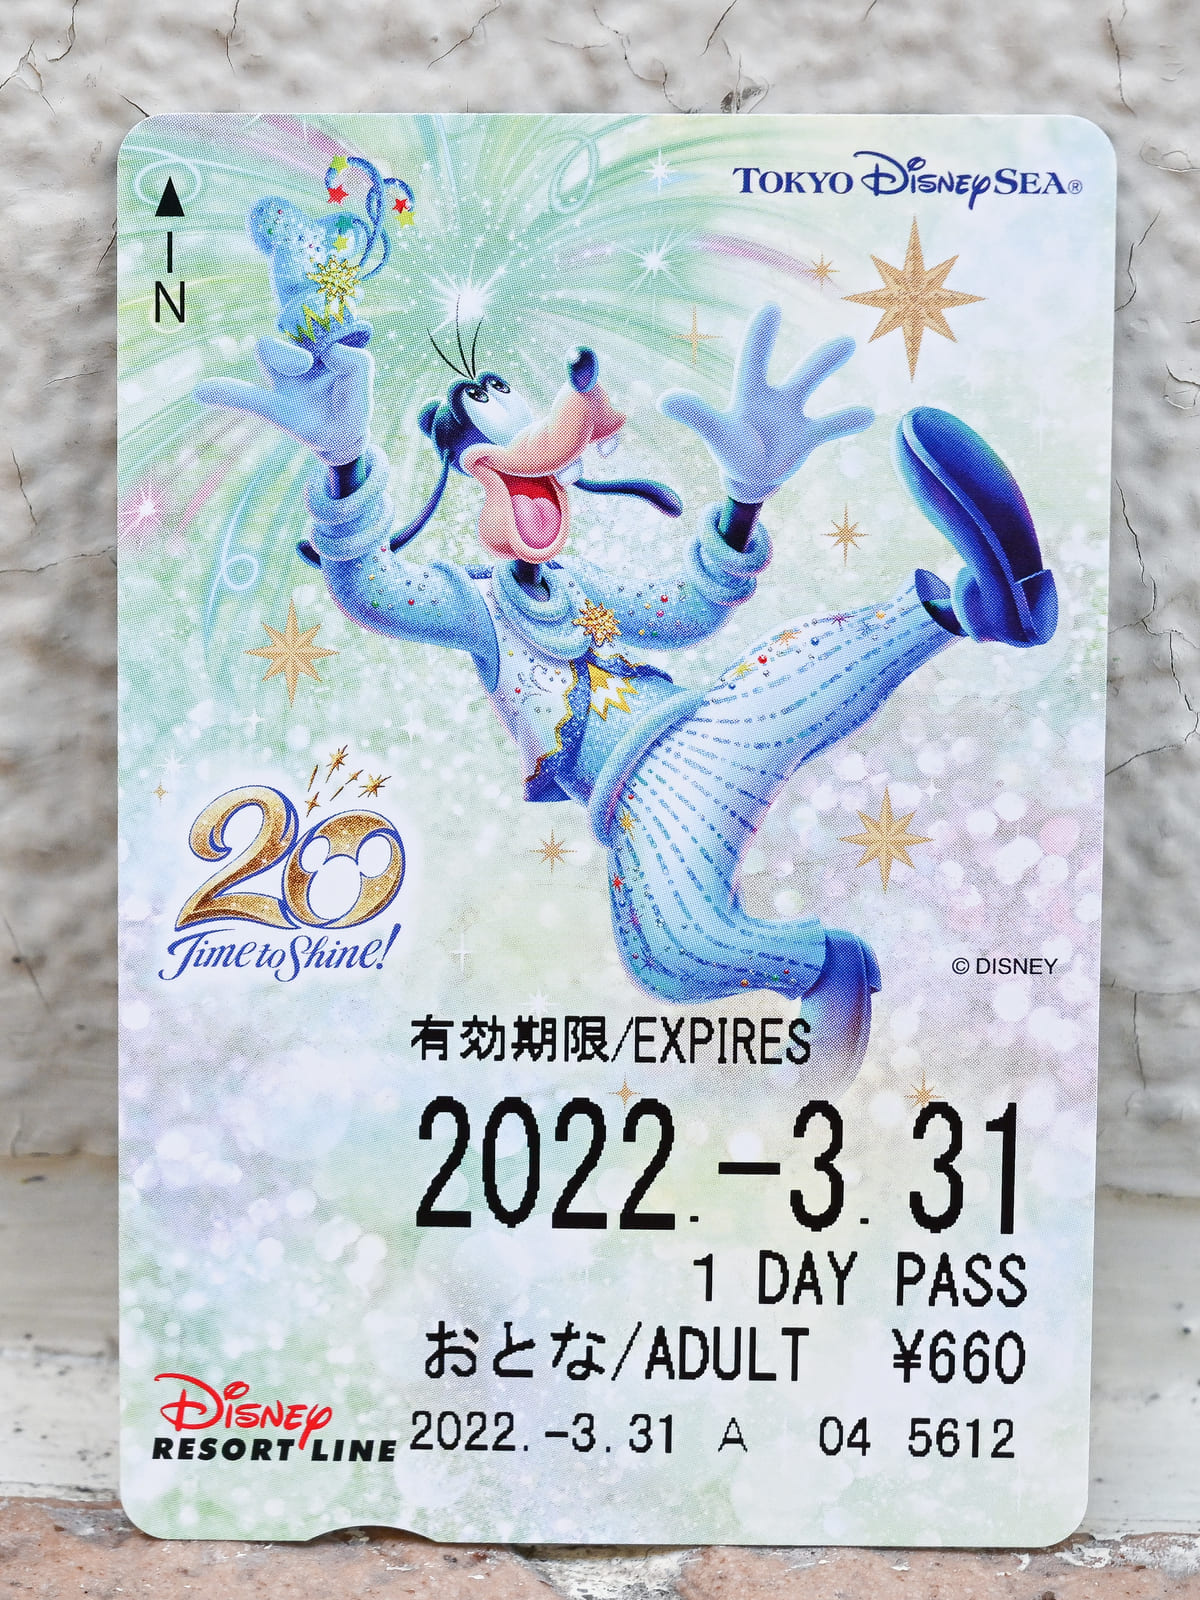 TOKYO DISNEYSEA®
IN
20
Time to Shine!
© DISNEY
有効期限/EXPIRES
2022.-3.31
1 DAY PASS
おとな/ADULT ¥660
2022.-3.31 A 04 5612
DISNEY
RESORT LINE